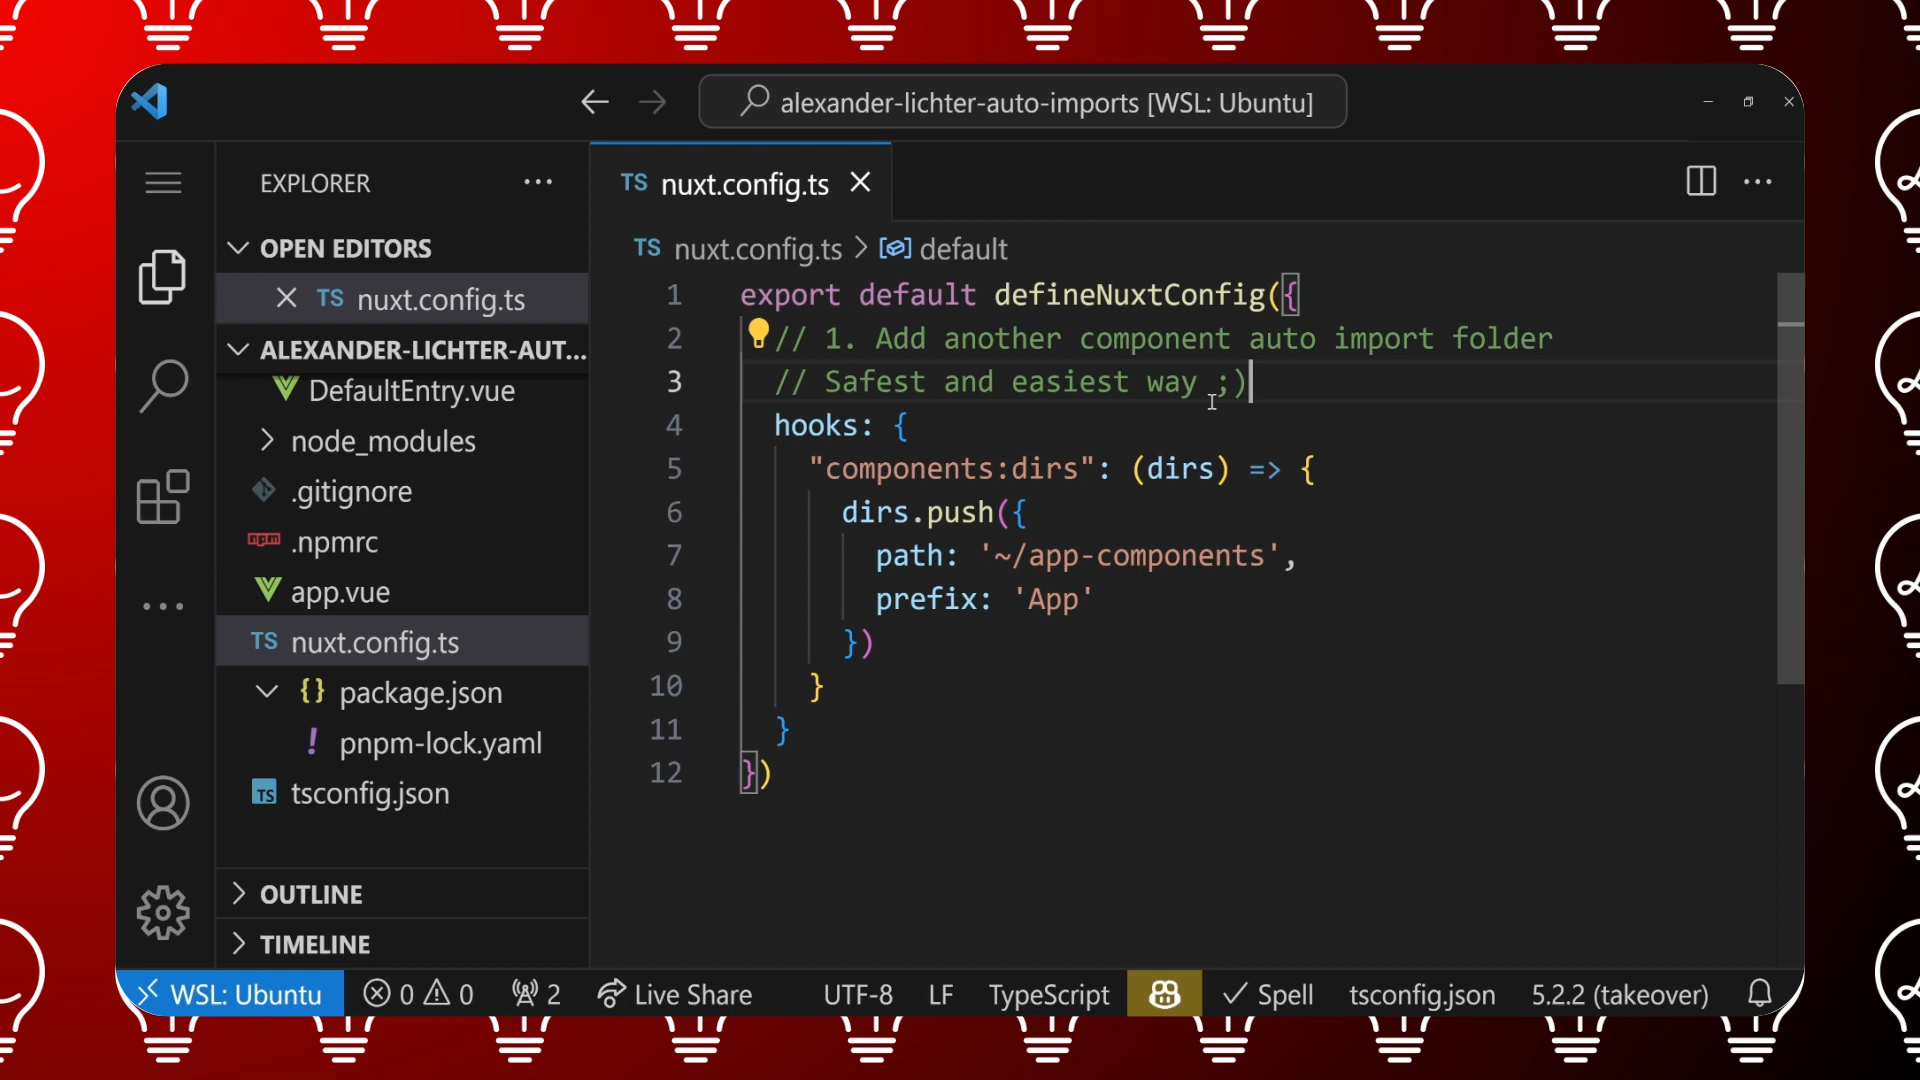 alexander-lichter-auto-imports [WSL: Ubuntu]
EXPLORER
OPEN EDITORS
TS nuxt.config.ts
ALEXANDER-LICHTER-AUT...
DefaultEntry.vue
node_modules
.gitignore
npm .npmrc
app.vue
TS nuxt.config.ts
{} package.json
! pnpm-lock.yaml
TS tsconfig.json
OUTLINE
TIMELINE
TS nuxt.config.ts
TS nuxt.config.ts > default
1 export default defineNuxtConfig({
2 // 1. Add another component auto import folder
3 // Safest and easiest way ;)
4 hooks: {
5 "components:dirs": (dirs) => {
6 dirs.push({
7 path: '~/app-components',
8 prefix: 'App'
9 })
10 }
11 }
12 })
WSL: Ubuntu 0 0 2 Live Share UTF-8 LF TypeScript Spell tsconfig.json 5.2.2 (takeover)